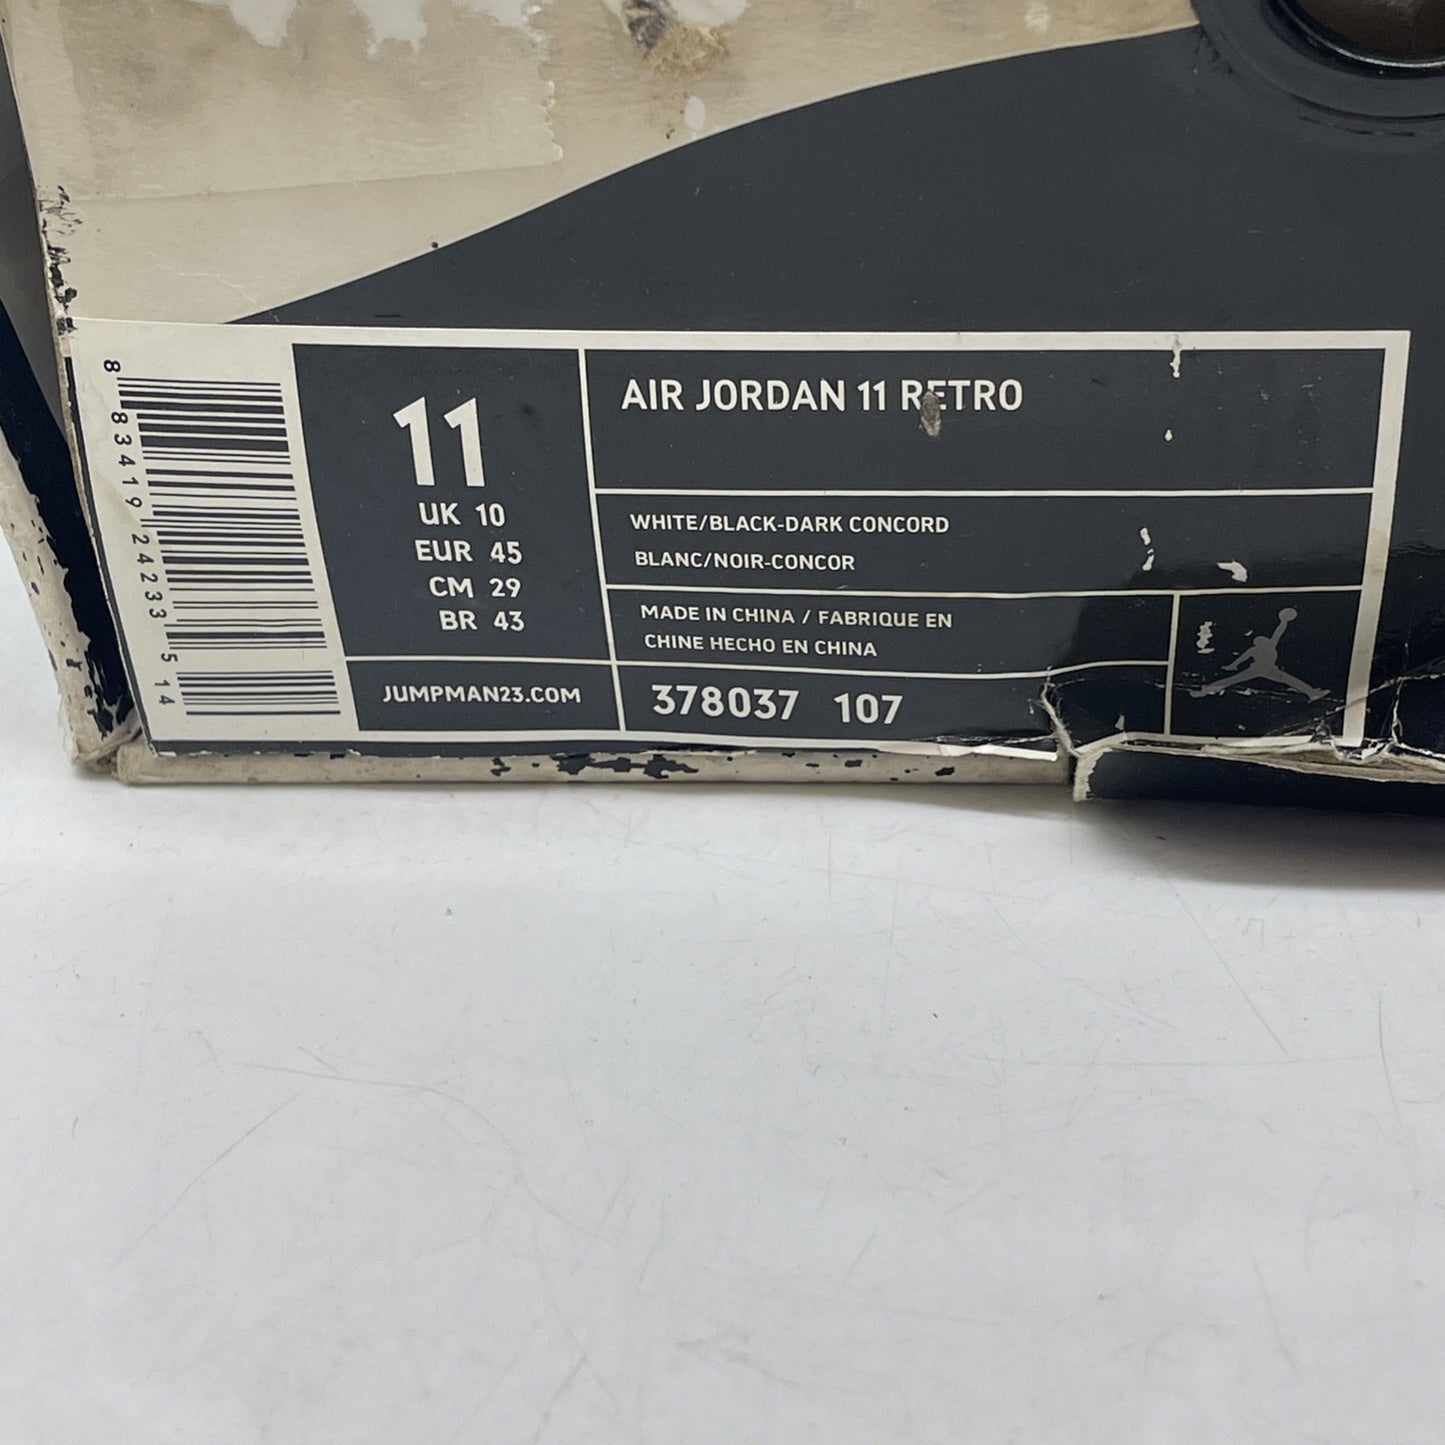 8 83419 24233 5 14
11
UK 10
EUR 45
CM 29
BR 43
JUMPMAN23.COM
AIR JORDAN 11 RETRO
WHITE/BLACK-DARK CONCORD
BLANC/NOIR-CONCOR
MADE IN CHINA / FABRIQUE EN
CHINE HECHO EN CHINA
378037 107